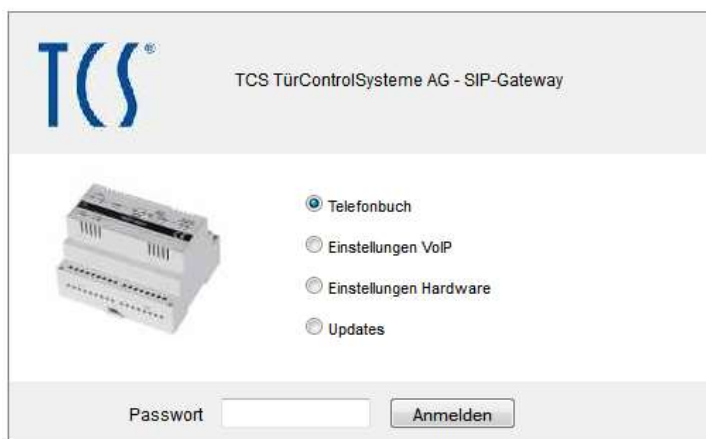 TCS®
TCS TürControlSysteme AG - SIP-Gateway
Telefonbuch
Einstellungen VoIP
Einstellungen Hardware
Updates
Passwort
Anmelden